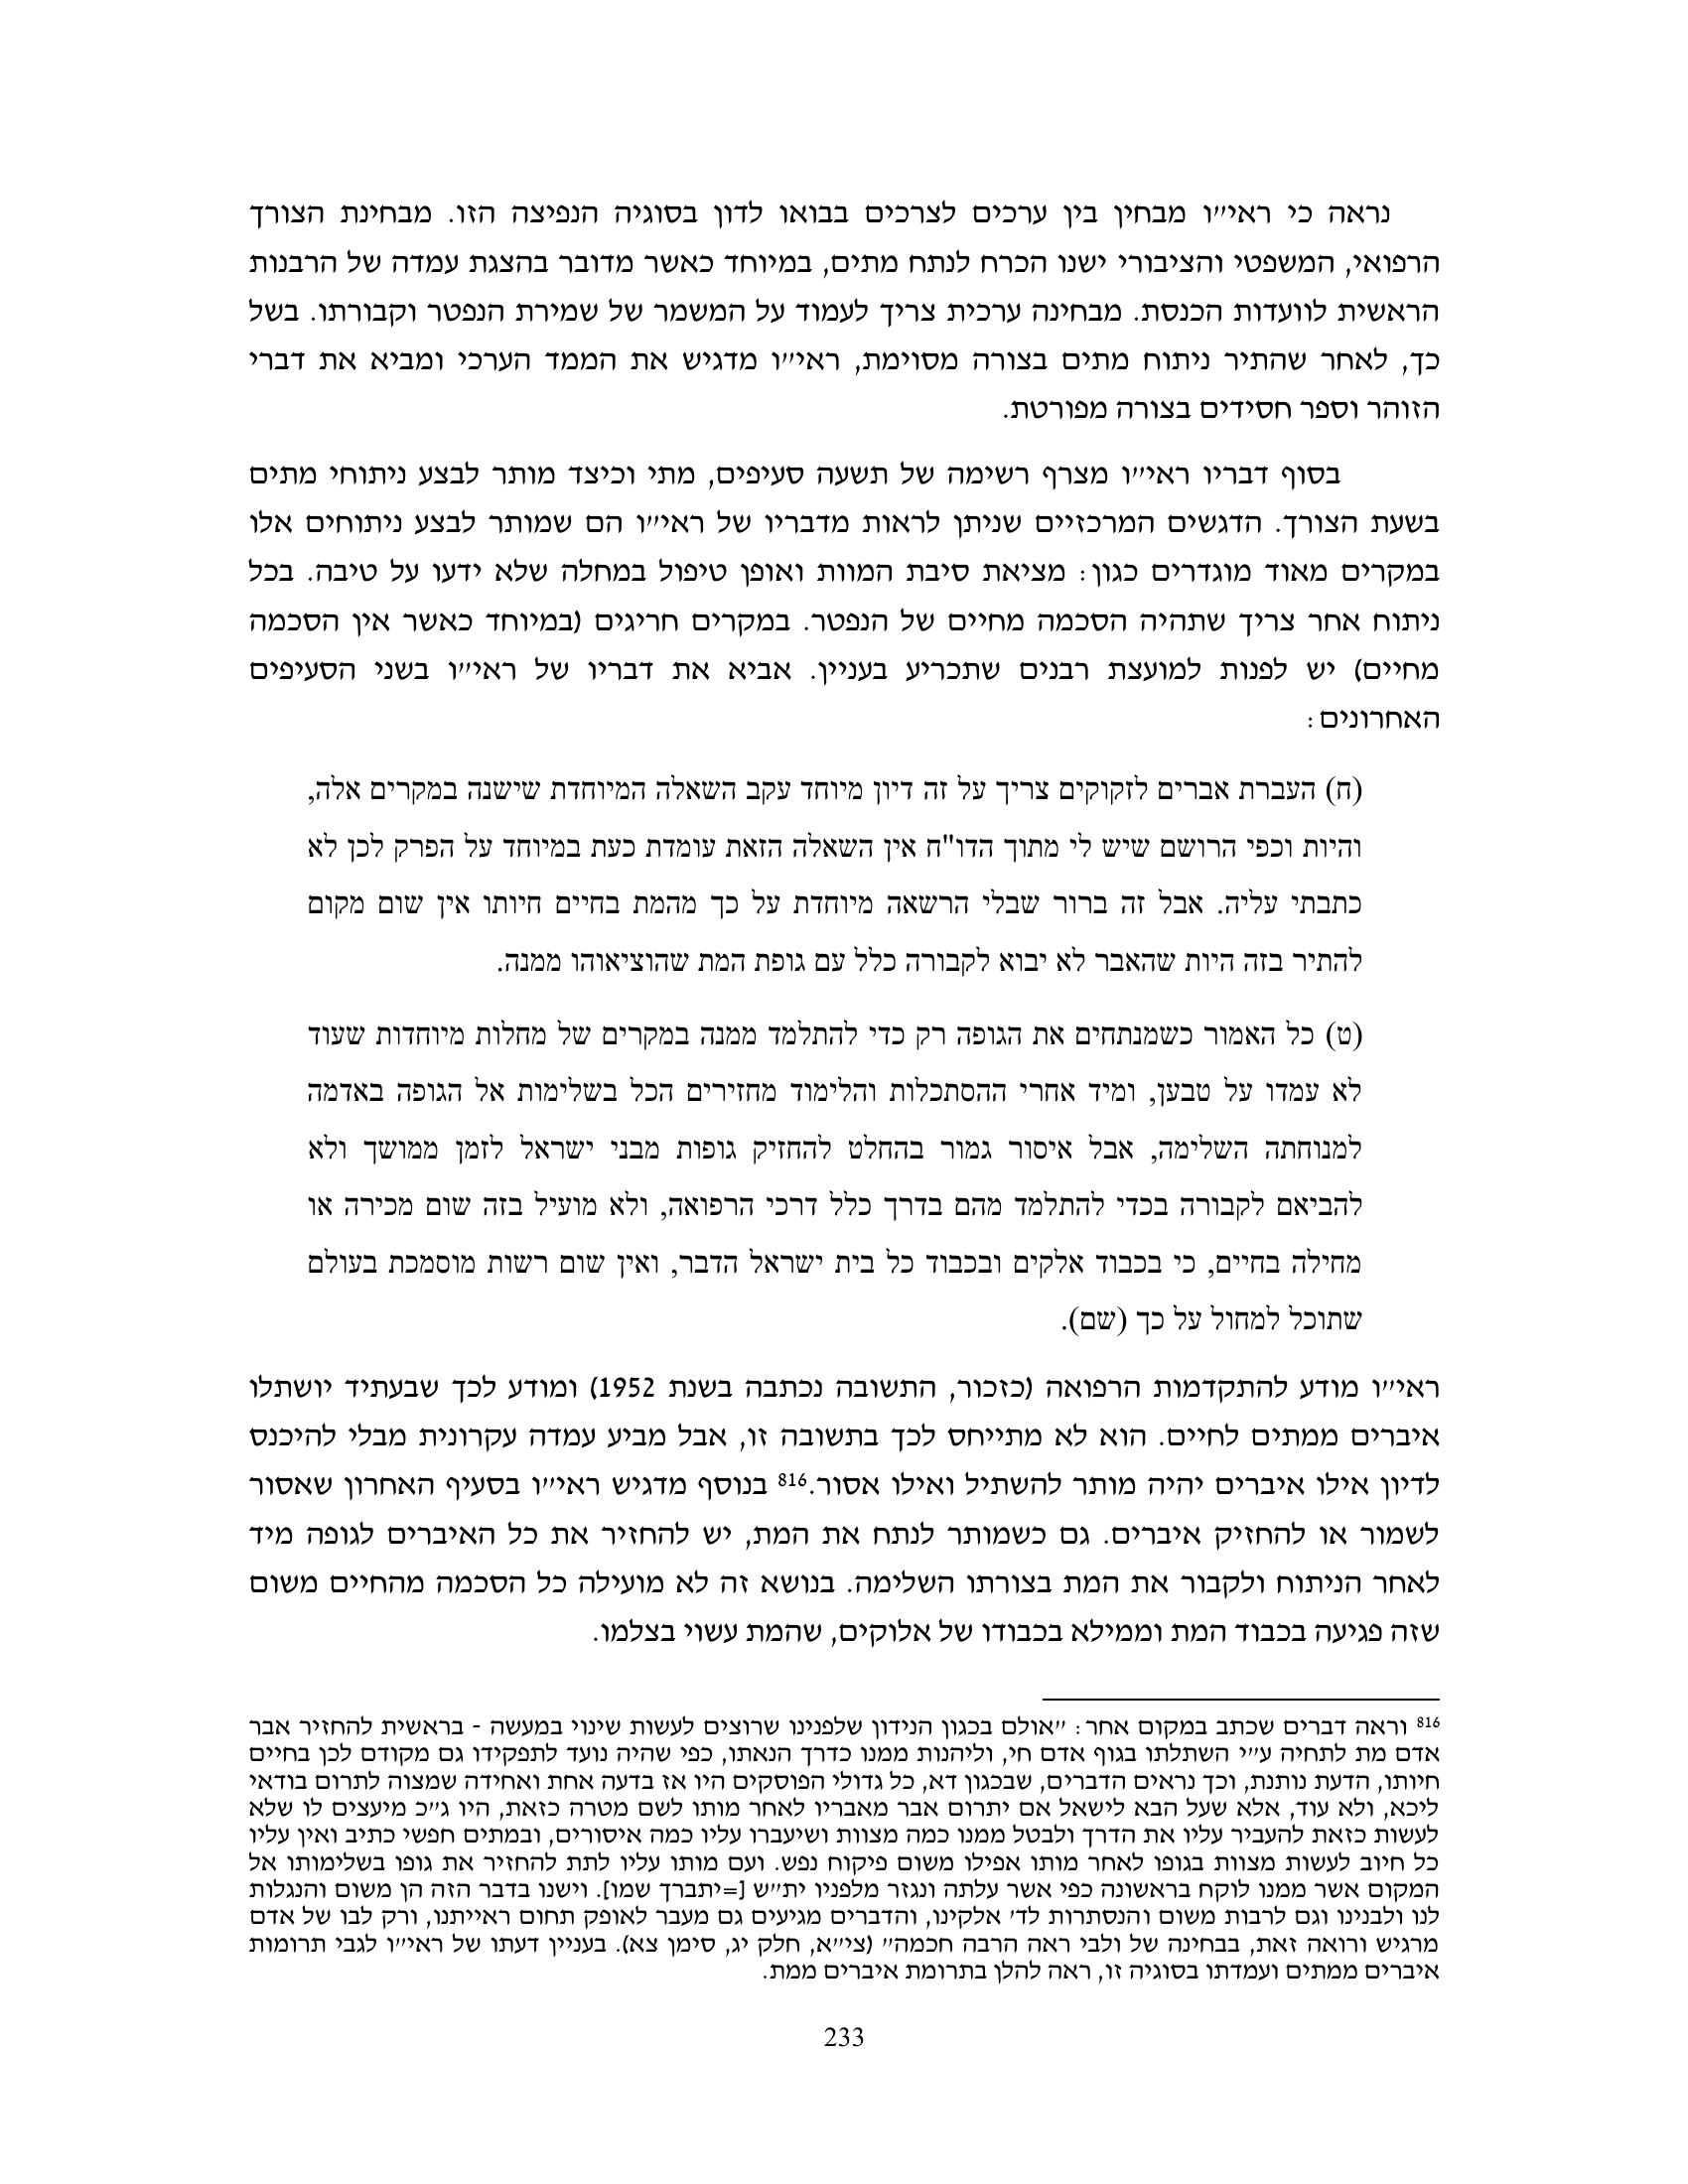 נראה כי ראי״ו מבחין בין ערכים לצרכים בבואו לדון בסוגיה הנפיצה הזו. מבחינת הצורך
הרפואי, המשפטי והציבורי ישנו הכרח לנתח מתים, במיוחד כאשר מדובר בהצגת עמדה של הרבנות
הראשית לוועדות הכנסת. מבחינה ערכית צריך לעמוד על המשמר של שמירת הנפטר וקבורתו. בשל
כך, לאחר שהתיר ניתוח מתים בצורה מסוימת, ראי״ו מדגיש את הממד הערכי ומביא את דברי
הזוהר וספר חסידים בצורה מפורטת.
בסוף דבריו ראי״ו מצרף רשימה של תשעה סעיפים, מתי וכיצד מותר לבצע ניתוחי מתים
בשעת הצורך. הדגשים המרכזיים שניתן לראות מדבריו של ראי״ו הם שמותר לבצע ניתוחים אלו
במקרים מאוד מוגדרים כגון: מציאת סיבת המוות ואופן טיפול במחלה שלא ידעו על טיבה. בכל
ניתוח אחר צריך שתהיה הסכמה מחיים של הנפטר. במקרים חריגים (במיוחד כאשר אין הסכמה
מחיים) יש לפנות למועצת רבנים שתכריע בעניין. אביא את דבריו של ראי״ו בשני הסעיפים
האחרונים:
(ח) העברת אברים לזקוקים צריך על זה דיון מיוחד עקב השאלה המיוחדת שישנה במקרים אלה,
והיות וכפי הרושם שיש לי מתוך הדו"ח אין השאלה הזאת עומדת כעת במיוחד על הפרק לכן לא
כתבתי עליה. אבל זה ברור שבלי הרשאה מיוחדת על כך מהמת בחיים חיותו אין שום מקום
להתיר בזה היות שהאבר לא יבוא לקבורה כלל עם גופת המת שהוציאוהו ממנה.
(ט) כל האמור כשמנתחים את הגופה רק כדי להתלמד ממנה במקרים של מחלות מיוחדות שעוד
לא עמדו על טבען, ומיד אחרי ההסתכלות והלימוד מחזירים הכל בשלימות אל הגופה באדמה
למנוחתה השלימה, אבל איסור גמור בהחלט להחזיק גופות מבני ישראל לזמן ממושך ולא
להביאם לקבורה בכדי להתלמד מהם בדרך כלל דרכי הרפואה, ולא מועיל בזה שום מכירה או
מחילה בחיים, כי בכבוד אלקים ובכבוד כל בית ישראל הדבר, ואין שום רשות מוסמכת בעולם
שתוכל למחול על כך (שם).
ראי״ו מודע להתקדמות הרפואה (כזכור, התשובה נכתבה בשנת 1952) ומודע לכך שבעתיד יושתלו
איברים ממתים לחיים. הוא לא מתייחס לכך בתשובה זו, אבל מביע עמדה עקרונית מבלי להיכנס
לדיון אילו איברים יהיה מותר להשתיל ואילו אסור.816 בנוסף מדגיש ראי״ו בסעיף האחרון שאסור
לשמור או להחזיק איברים. גם כשמותר לנתח את המת, יש להחזיר את כל האיברים לגופה מיד
לאחר הניתוח ולקבור את המת בצורתו השלימה. בנושא זה לא מועילה כל הסכמה מהחיים משום
שזה פגיעה בכבוד המת וממילא בכבודו של אלוקים, שהמת עשוי בצלמו.
816 וראה דברים שכתב במקום אחר: ״אולם בכגון הנידון שלפנינו שרוצים לעשות שינוי במעשה - בראשית להחזיר אבר
אדם מת לתחיה ע״י השתלתו בגוף אדם חי, וליהנות ממנו כדרך הנאתו, כפי שהיה נועד לתפקידו גם מקודם לכן בחיים
חיותו, הדעת נותנת, וכך נראים הדברים, שבכגון דא, כל גדולי הפוסקים היו אז בדעה אחת ואחידה שמצוה לתרום בודאי
ליכא, ולא עוד, אלא שעל הבא לישאל אם יתרום אבר מאבריו לאחר מותו לשם מטרה כזאת, היו ג״כ מיעצים לו שלא
לעשות כזאת להעביר עליו את הדרך ולבטל ממנו כמה מצוות ושיעברו עליו כמה איסורים, ובמתים חפשי כתיב ואין עליו
כל חיוב לעשות מצוות בגופו לאחר מותו אפילו משום פיקוח נפש. ועם מותו עליו לתת להחזיר את גופו בשלימותו אל
המקום אשר ממנו לוקח בראשונה כפי אשר עלתה ונגזר מלפניו ית״ש [=יתברך שמו]. וישנו בדבר הזה הן משום והנגלות
לנו ולבנינו וגם לרבות משום והנסתרות לד׳ אלקינו, והדברים מגיעים גם מעבר לאופק תחום ראייתנו, ורק לבו של אדם
מרגיש ורואה זאת, בבחינה של ולבי ראה הרבה חכמה״ (צי״א, חלק יג, סימן צא). בעניין דעתו של ראי״ו לגבי תרומות
איברים ממתים ועמדתו בסוגיה זו, ראה להלן בתרומת איברים ממת.
233